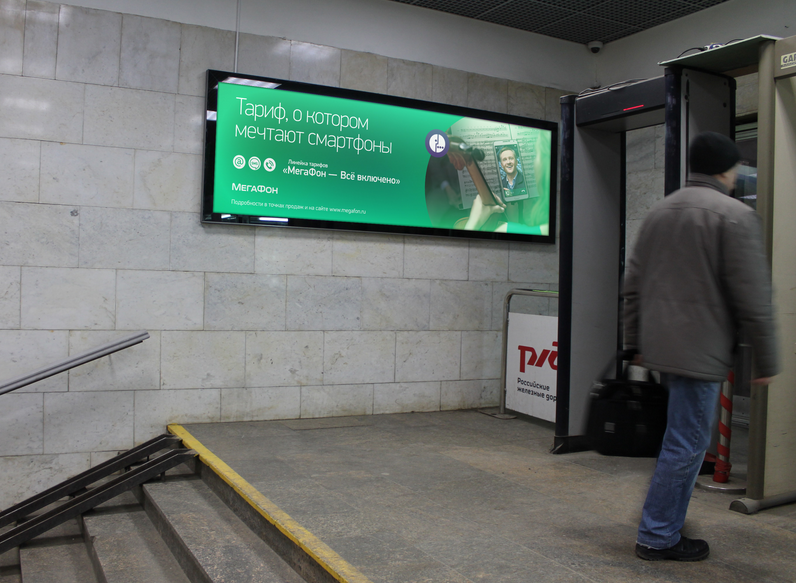 Тариф, о котором
мечтают смартфоны
Линейка тарифов
«МегаФон — Всё включено»
МЕГАФОН
Подробности в точках продаж и на сайте www.megafon.ru
ржд
Российские
железные дор